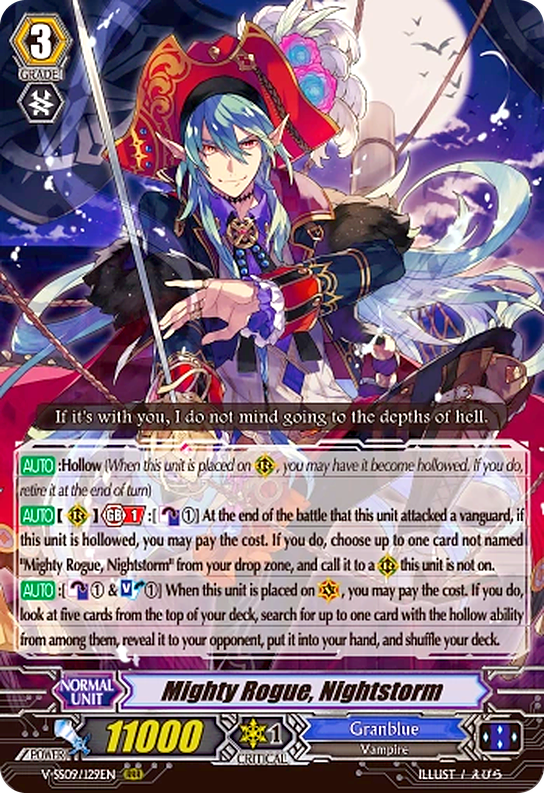 3
GRADE
If it's with you, I do not mind going to the depths of hell.
AUTO :Hollow (When this unit is placed on R, you may have it become hollowed. If you do,
retire it at the end of turn)
AUTO [ R ] GB 1 :[ ①] At the end of the battle that this unit attacked a vanguard, if
this unit is hollowed, you may pay the cost. If you do, choose up to one card not named
"Mighty Rogue, Nightstorm" from your drop zone, and call it to a R this unit is not on.
AUTO :[ ① & ①] When this unit is placed on V, you may pay the cost. If you do,
look at five cards from the top of your deck, search for up to one card with the hollow ability
from among them, reveal it to your opponent, put it into your hand, and shuffle your deck.
NORMAL
UNIT
Mighty Rogue, Nightstorm
POWER
11000
1
CRITICAL
Granblue
Vampire
V-SS09/129EN RRR
ILLUST / えびら